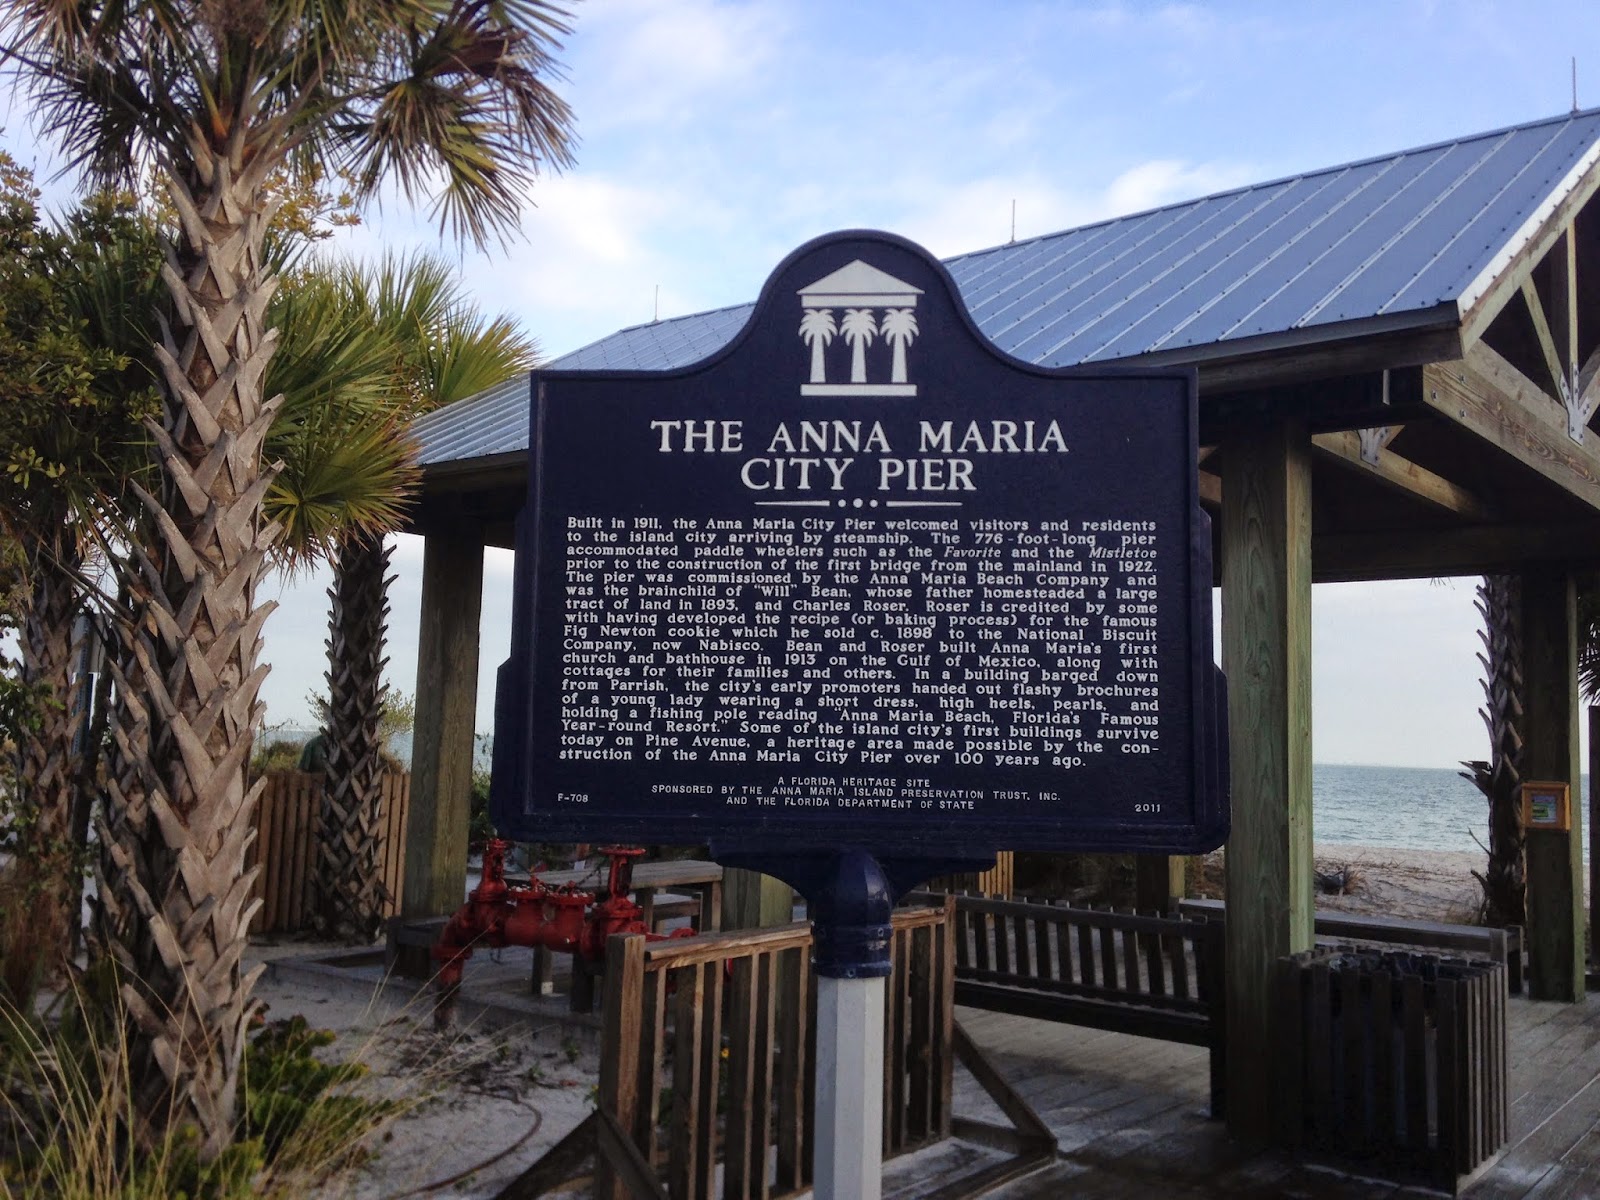 THE ANNA MARIA
CITY PIER
Built in 1911, the Anna Maria City Pier welcomed visitors and residents
to the island city arriving by steamship. The 776-foot-long pier
accommodated paddle wheelers such as the Favorite and the Mistletoe
prior to the construction of the first bridge from the mainland in 1922.
The pier was commissioned by the Anna Maria Beach Company and
was the brainchild of "Will" Bean, whose father homesteaded a large
tract of land in 1893, and Charles Roser. Roser is credited by some
with having developed the recipe (or baking process) for the famous
Fig Newton cookie which he sold c. 1898 to the National Biscuit
Company, now Nabisco. Bean and Roser built Anna Maria's first
church and bathhouse in 1913 on the Gulf of Mexico, along with
cottages for their families and others. In a building barged down
from Parrish, the city's early promoters handed out flashy brochures
of a young lady wearing a short dress, high heels, pearls, and
holding a fishing pole reading "Anna Maria Beach, Florida's Famous
Year-round Resort." Some of the island city's first buildings survive
today on Pine Avenue, a heritage area made possible by the con-
struction of the Anna Maria City Pier over 100 years ago.
A FLORIDA HERITAGE SITE
SPONSORED BY THE ANNA MARIA ISLAND PRESERVATION TRUST, INC.
AND THE FLORIDA DEPARTMENT OF STATE
F-708 2011